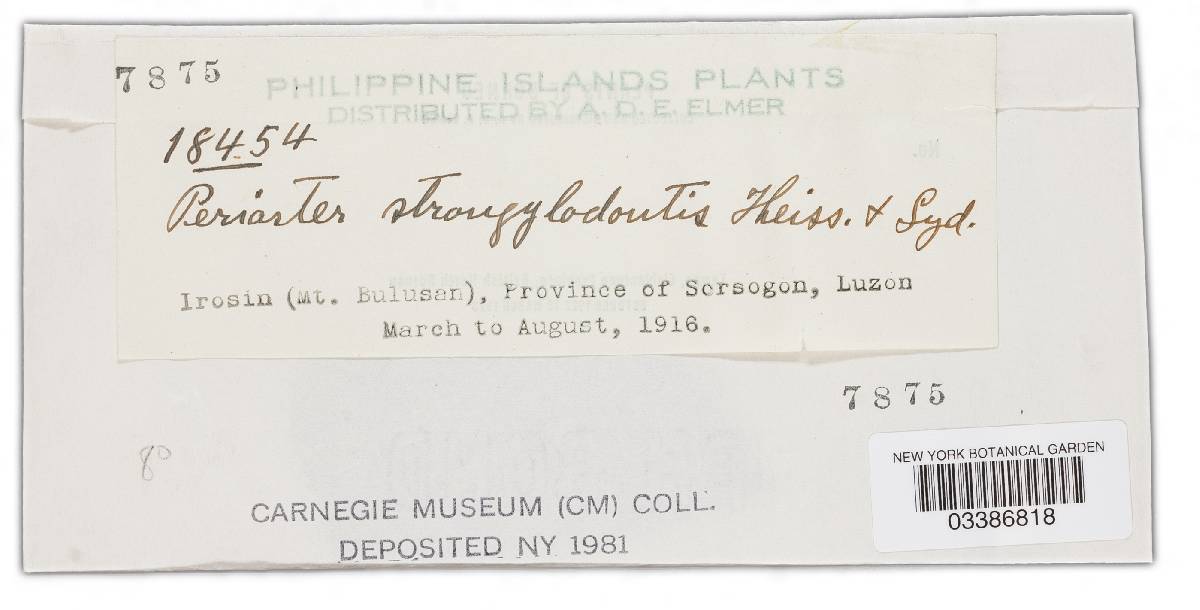 7875
PHILIPPINE ISLANDS PLANTS
DISTRIBUTED BY A. D. E. ELMER
18454
Periaster strongylodontis Theiss. & Syd.
Irosin (Mt. Bulusan), Province of Sorsogon, Luzon
March to August, 1916.
7875
8°
CARNEGIE MUSEUM (CM) COLL.
DEPOSITED NY 1981
NEW YORK BOTANICAL GARDEN
03386818